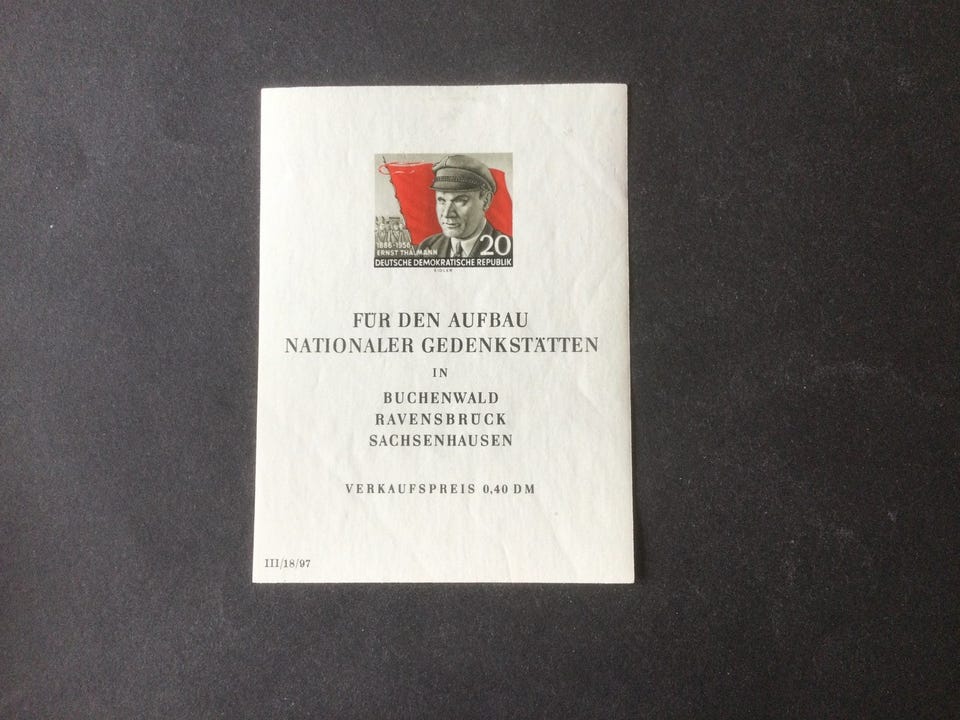 1886-1956
ERNST THÄLMANN
20
DEUTSCHE DEMOKRATISCHE REPUBLIK
EIGLER
FÜR DEN AUFBAU
NATIONALER GEDENKSTÄTTEN
IN
BUCHENWALD
RAVENSBRÜCK
SACHSENHAUSEN
VERKAUFSPREIS 0,40 DM
III/18/97